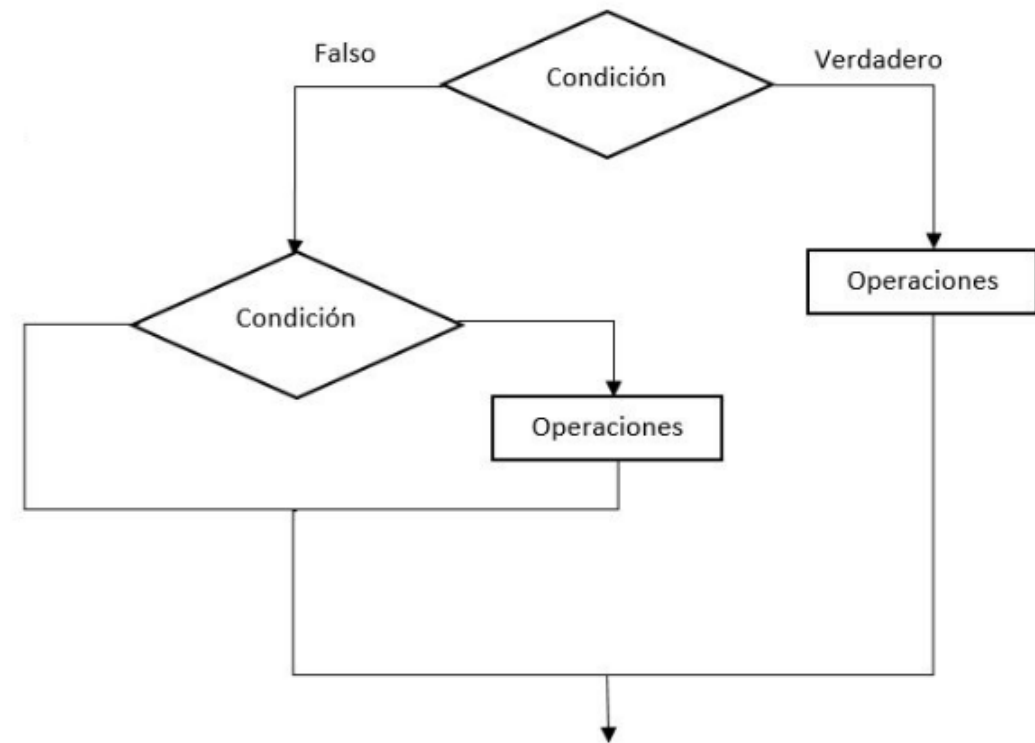 Falso
Condición
Verdadero
Condición
Operaciones
Operaciones